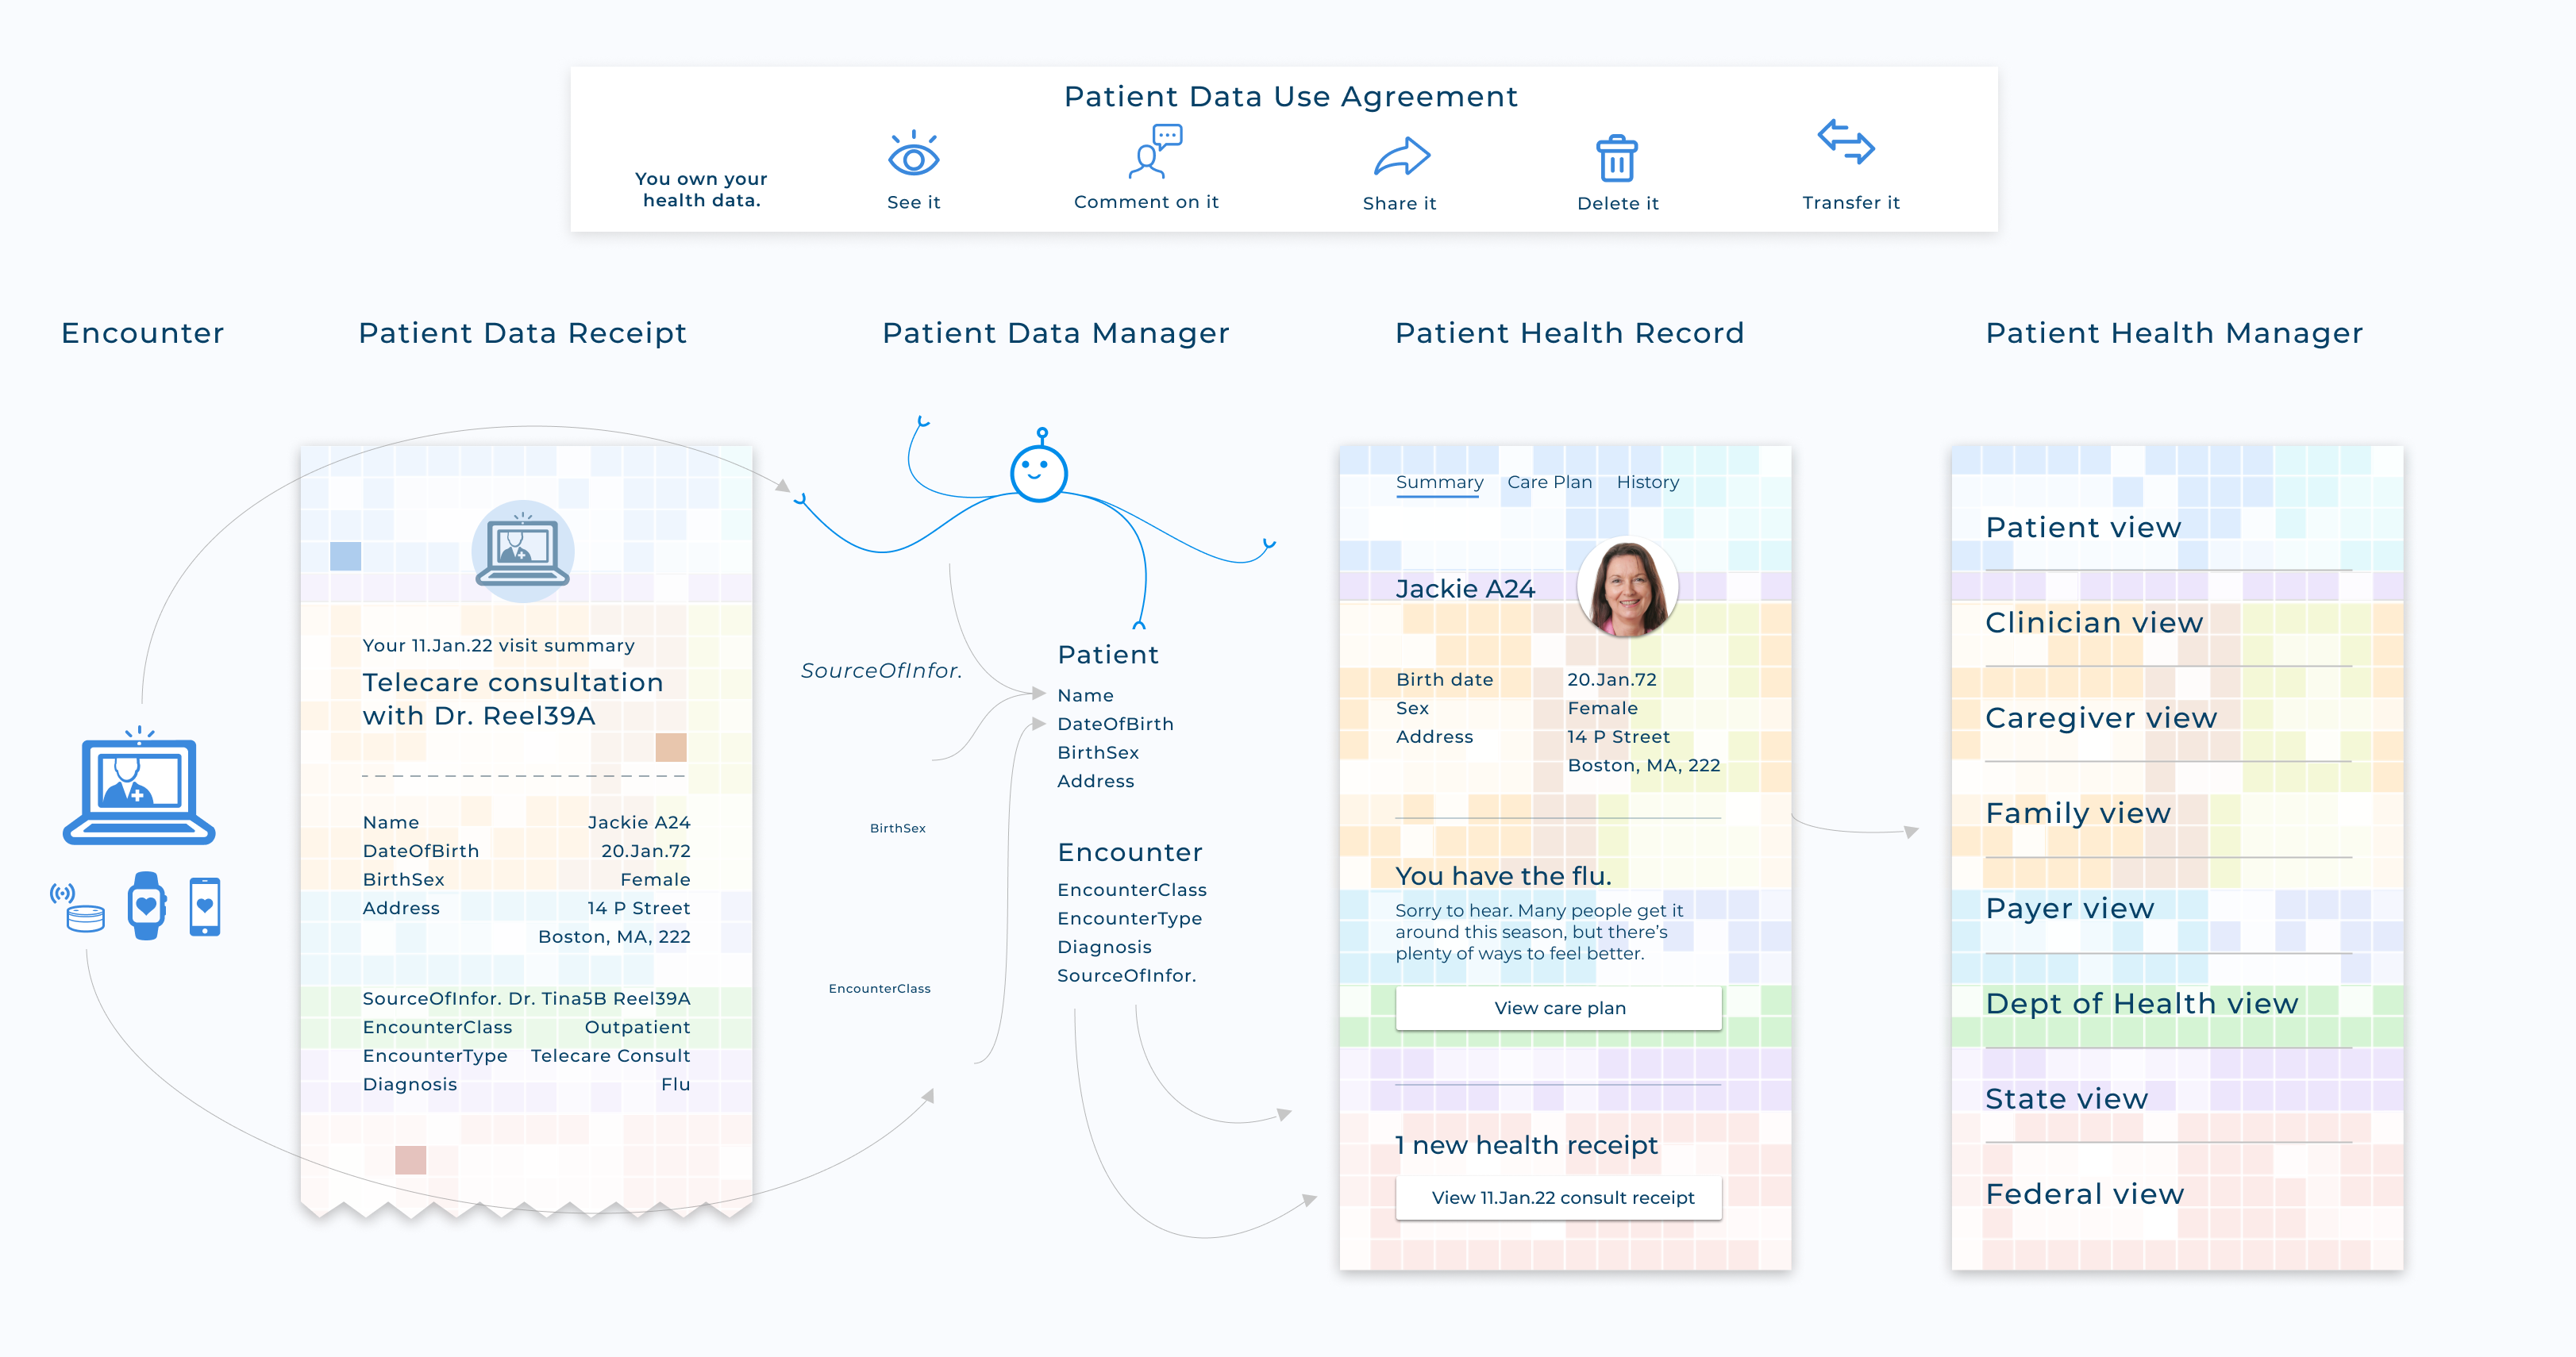 Patient Data Use Agreement
You own your
health data.
See it
Comment on it
Share it
Delete it
Transfer it
Encounter
Patient Data Receipt
Patient Data Manager
Patient Health Record
Patient Health Manager
Your 11.Jan.22 visit summary
Telecare consultation
with Dr. Reel39A
Name Jackie A24
DateOfBirth 20.Jan.72
BirthSex Female
Address 14 P Street
Boston, MA, 222
SourceOfInfor. Dr. Tina5B Reel39A
EncounterClass Outpatient
EncounterType Telecare Consult
Diagnosis Flu
SourceOfInfor.
BirthSex
EncounterClass
Patient
Name
DateOfBirth
BirthSex
Address
Encounter
EncounterClass
EncounterType
Diagnosis
SourceOfInfor.
Summary Care Plan History
Jackie A24
Birth date 20.Jan.72
Sex Female
Address 14 P Street
Boston, MA, 222
You have the flu.
Sorry to hear. Many people get it
around this season, but there's
plenty of ways to feel better.
View care plan
1 new health receipt
View 11.Jan.22 consult receipt
Patient view
Clinician view
Caregiver view
Family view
Payer view
Dept of Health view
State view
Federal view